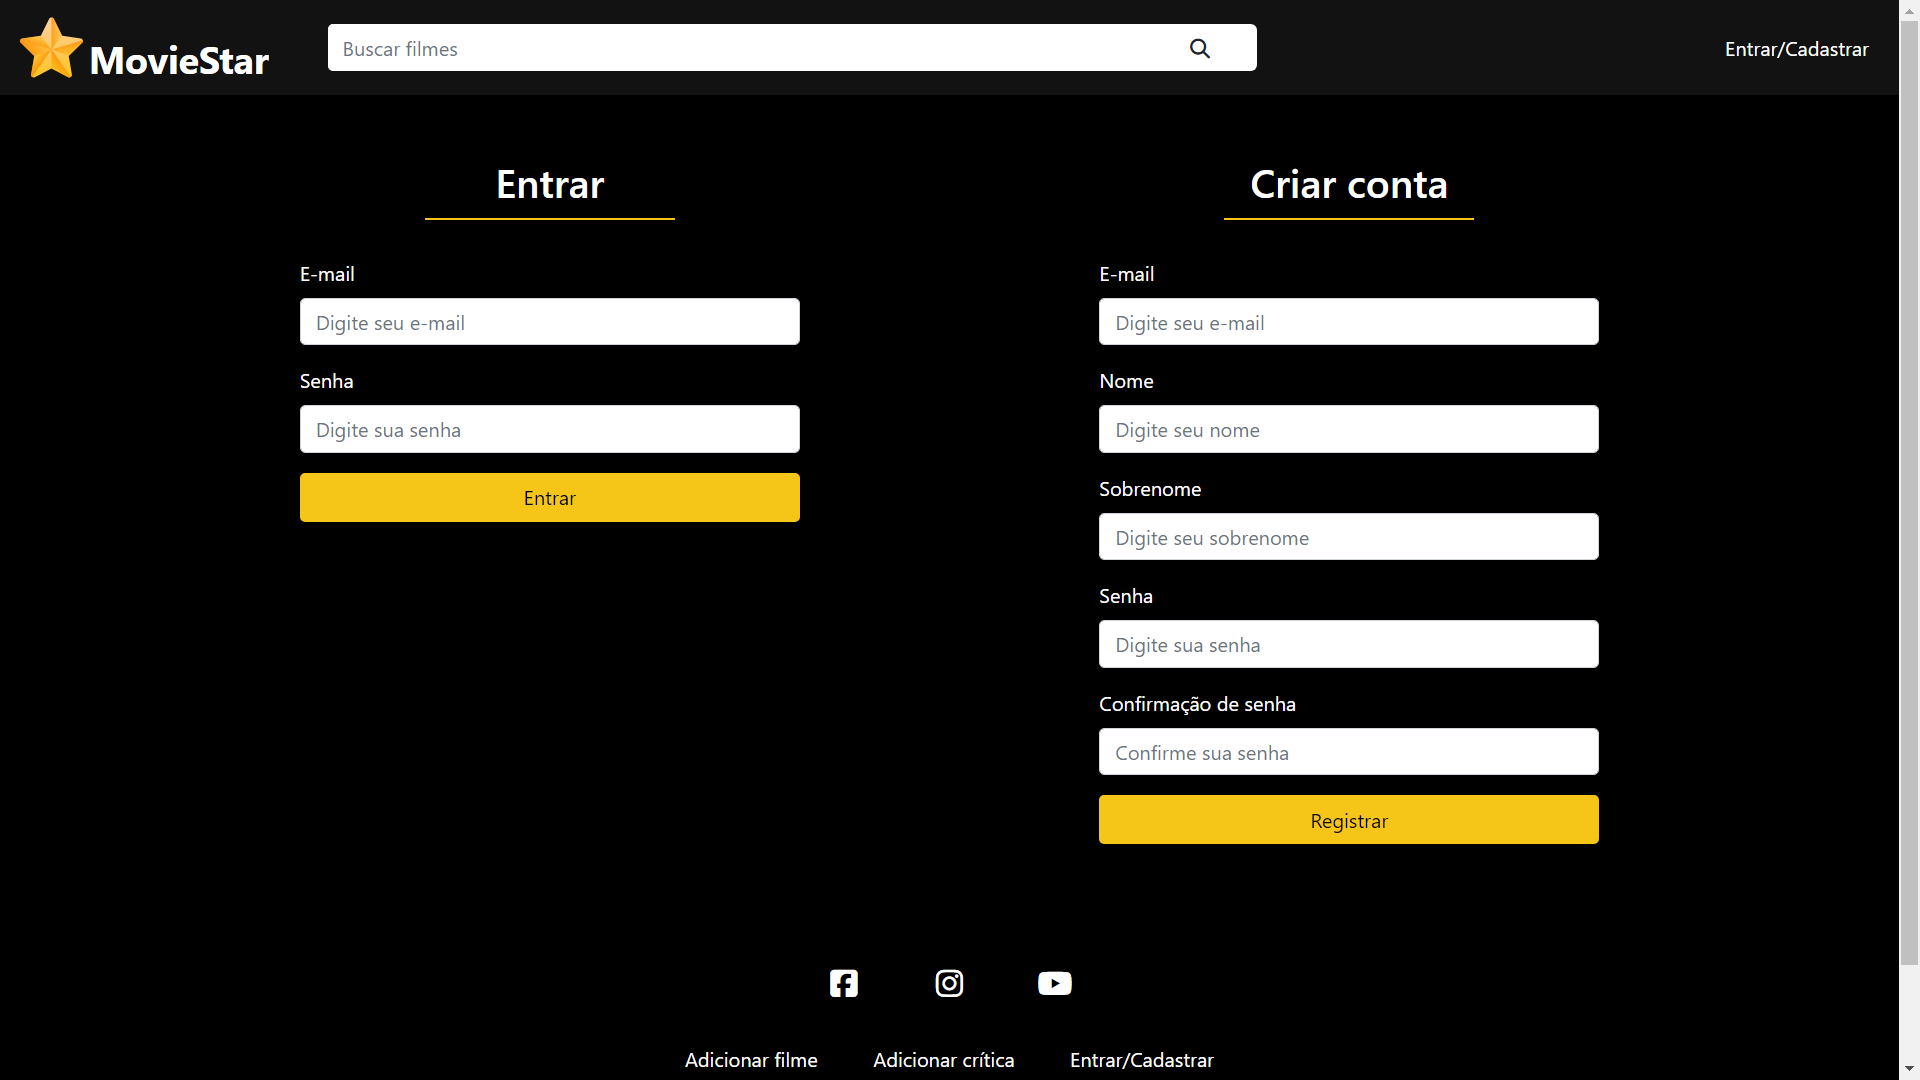 MovieStar
Buscar filmes
Entrar/Cadastrar
Entrar
E-mail
Digite seu e-mail
Senha
Digite sua senha
Entrar
Criar conta
E-mail
Digite seu e-mail
Nome
Digite seu nome
Sobrenome
Digite seu sobrenome
Senha
Digite sua senha
Confirmação de senha
Confirme sua senha
Registrar
Adicionar filme
Adicionar crítica
Entrar/Cadastrar